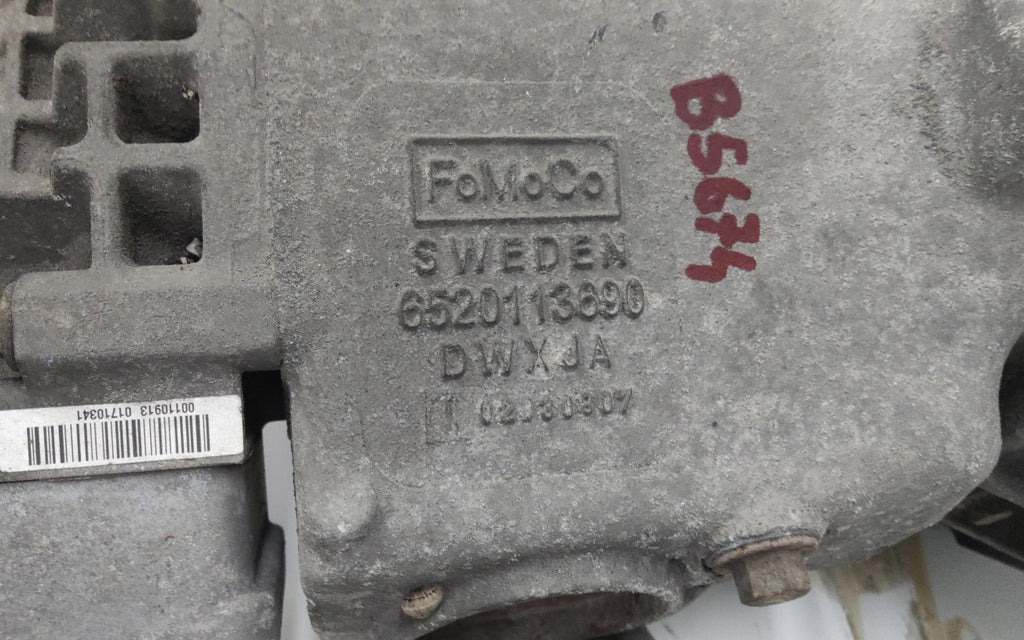 FoMoCo
SWEDEN
6520113690
DWXJA
B5674
00110913 01710341